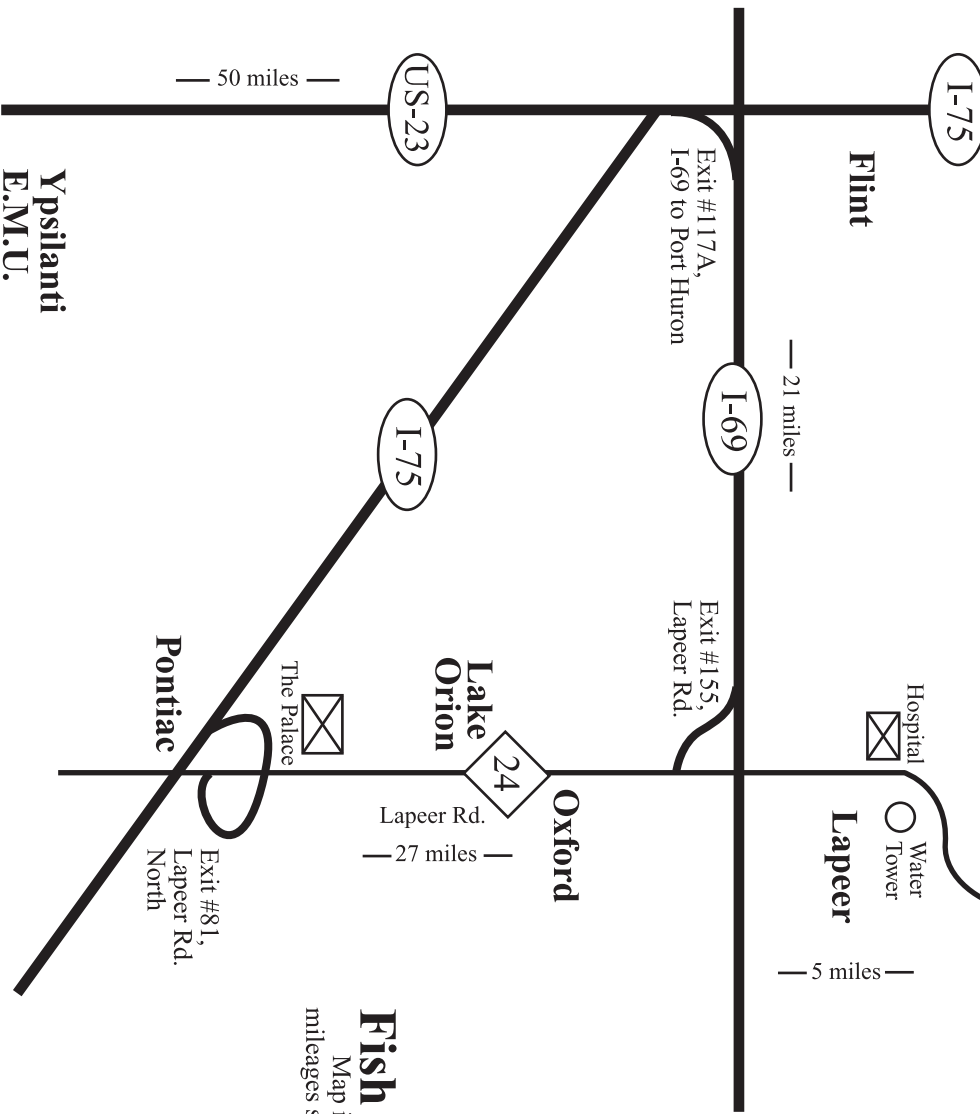 I-75
Flint
US-23
50 miles
Ypsilanti
E.M.U.
Exit #117A,
I-69 to Port Huron
21 miles
I-69
I-75
Exit #155,
Lapeer Rd.
Hospital
Water
Tower
Lapeer
5 miles
Lake
Orion
24
Oxford
Lapeer Rd.
27 miles
The Palace
Pontiac
Exit #81,
Lapeer Rd.
North
Fish
Map
mileages